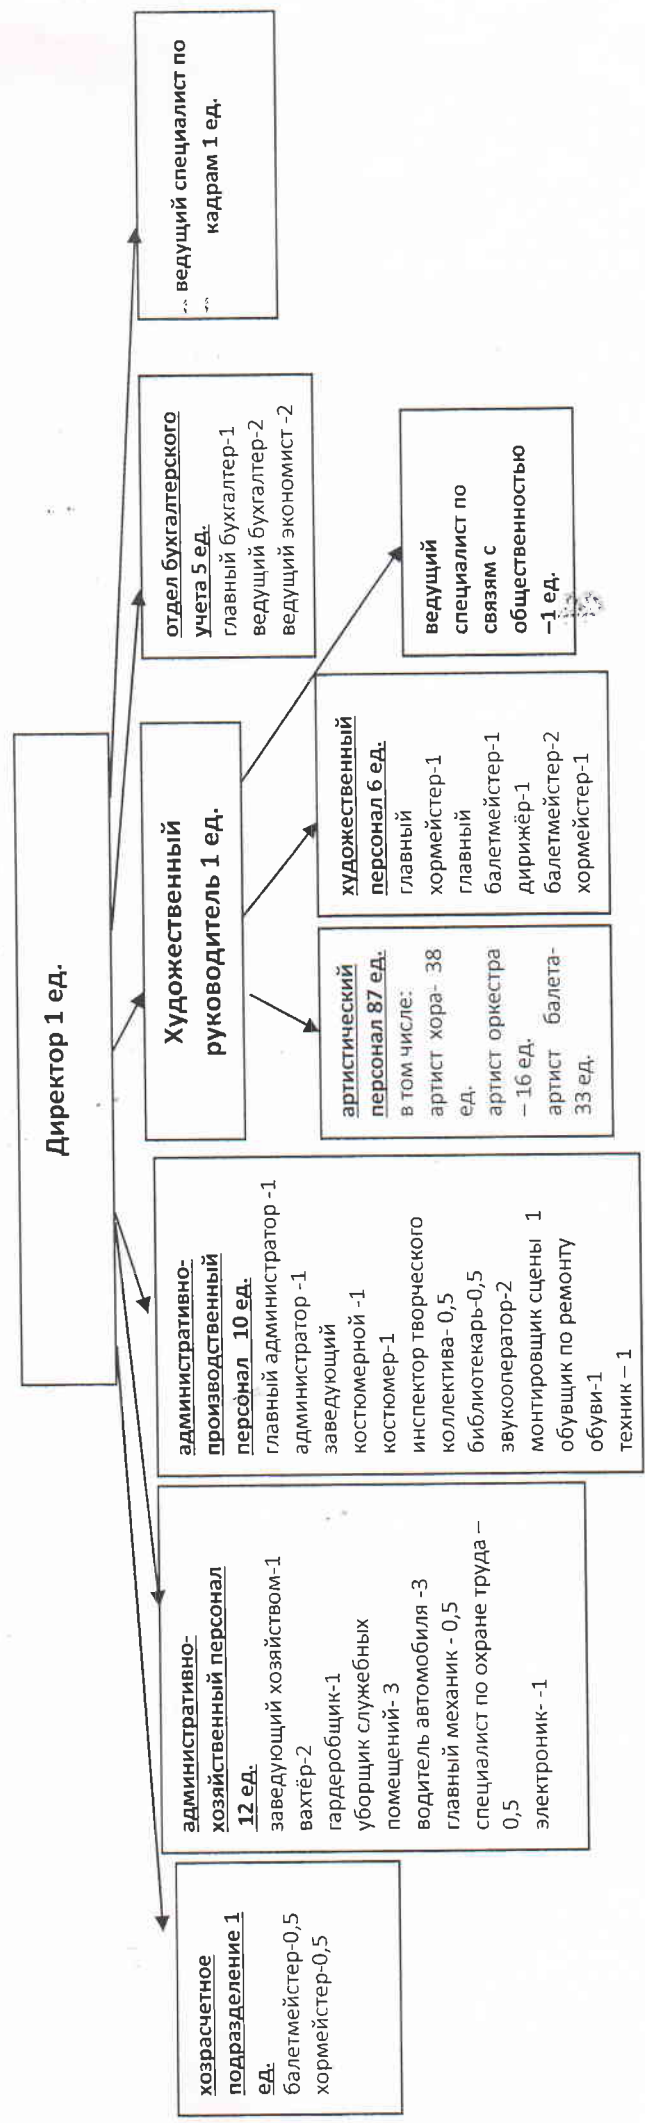 Директор 1 ед.
хозрасчетное
подразделение 1
ед.
балетмейстер-0,5
хормейстер-0,5
административно-
хозяйственный персонал
12 ед.
заведующий хозяйством-1
вахтёр-2
гардеробщик-1
уборщик служебных
помещений- 3
водитель автомобиля -3
главный механик - 0,5
специалист по охране труда –
0,5
электроник- -1
административно-
производственный
персонал 10 ед.
главный администратор -1
администратор -1
заведующий
костюмерной -1
костюмер-1
инспектор творческого
коллектива- 0,5
библиотекарь-0,5
звукооператор-2
монтировщик сцены 1
обувщик по ремонту
обуви-1
техник – 1
Художественный
руководитель 1 ед.
артистический
персонал 87 ед.
в том числе:
артист хора- 38
ед.
артист оркестра
– 16 ед.
артист балета-
33 ед.
художественный
персонал 6 ед.
главный
хормейстер-1
главный
балетмейстер-1
дирижёр-1
балетмейстер-2
хормейстер-1
ведущий
специалист по
связям с
общественностью
–1 ед.
отдел бухгалтерского
учета 5 ед.
главный бухгалтер-1
ведущий бухгалтер-2
ведущий экономист -2
ведущий специалист по
кадрам 1 ед.